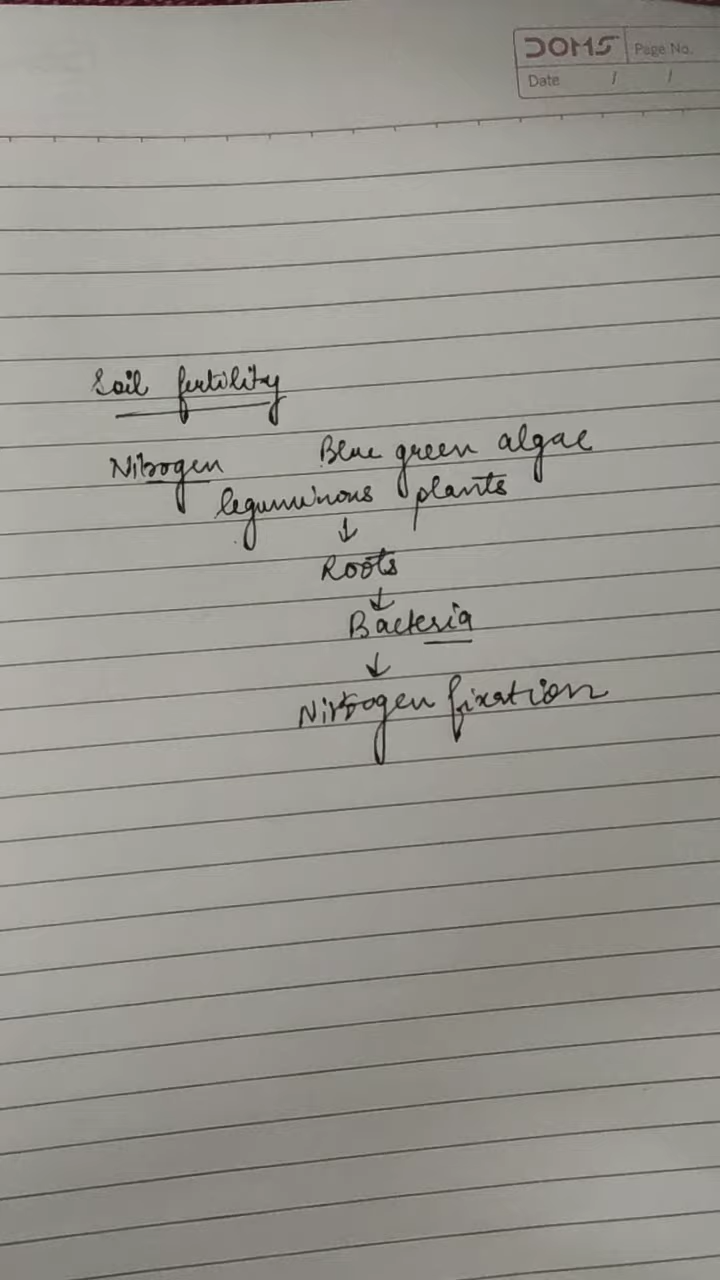 DOMS Page No.
Date / /
Soil fertility
Nitrogen Blue green algae
leguminous plants
↓
Roots
↓
Bacteria
↓
Nitrogen fixation